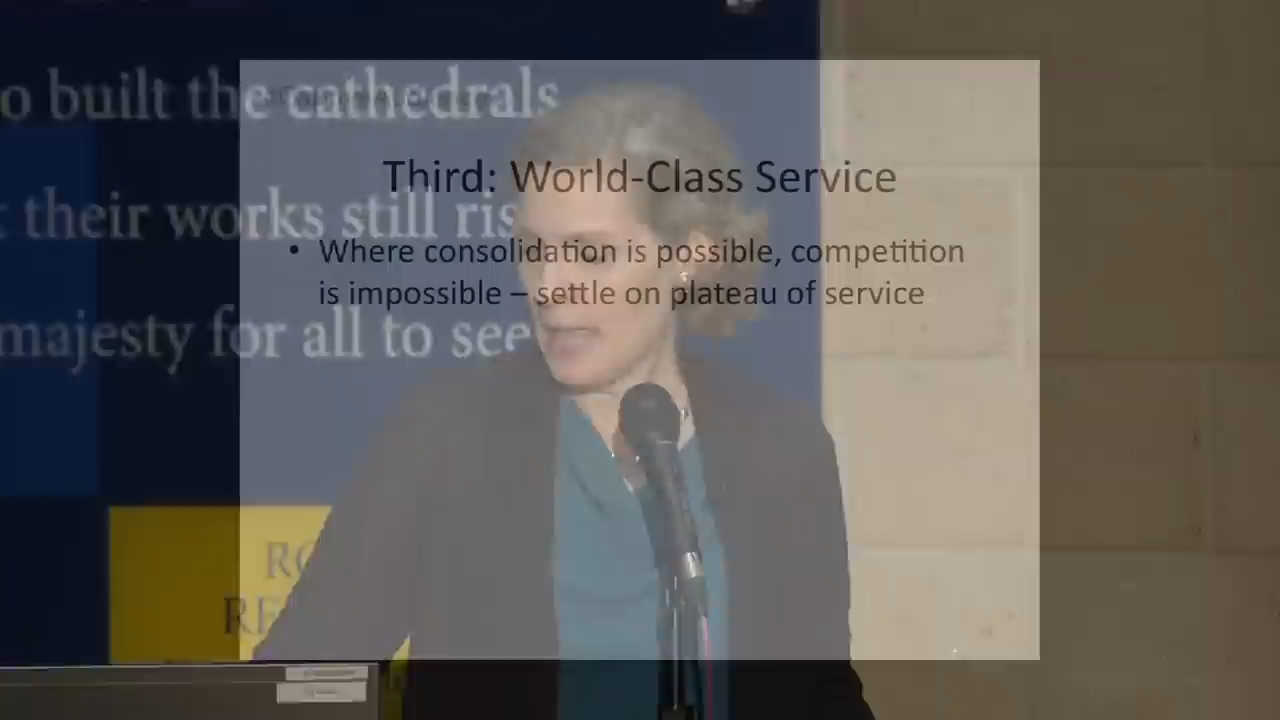 o built the cathedrals
their works still ris
majesty for all to see
Third: World-Class Service
• Where consolidation is possible, competition
is impossible – settle on plateau of service